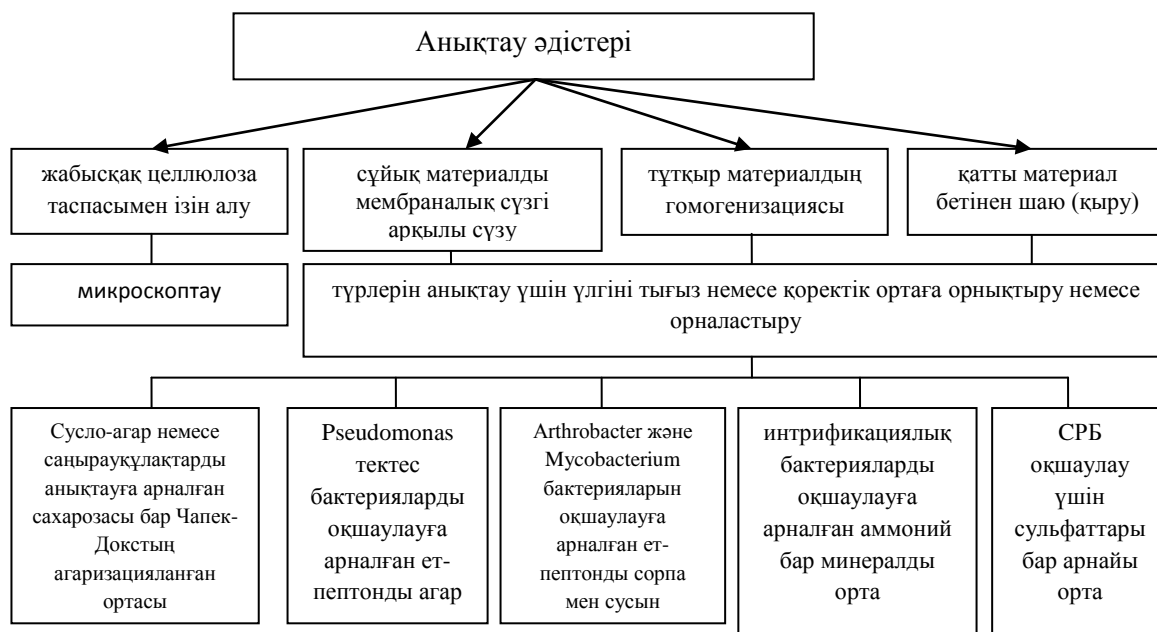 Анықтау әдістері
жабысқақ целлюлоза
таспасымен ізін алу
сұйық материалды
мембраналық сүзгі
арқылы сүзу
тұтқыр материалдың
гомогенизациясы
қатты материал
бетінен шаю (қыру)
микроскоптау
түрлерін анықтау үшін үлгіні тығыз немесе қоректік ортаға орнықтыру немесе
орналастыру
Сусло-агар немесе
саңырауқұлақтарды
анықтауға арналған
сахарозасы бар Чапек-
Докстың
агаризацияланған
ортасы
Pseudomonas
тектес
бактерияларды
оқшаулауға
арналған ет-
пептонды агар
Arthrobacter және
Mycobacterium
бактерияларын
оқшаулауға
арналған ет-
пептонды сорпа
мен сусын
интрификациялық
бактерияларды
оқшаулауға
арналған аммоний
бар минералды
орта
СРБ
оқшаулау
үшін
сульфаттары
бар арнайы
орта